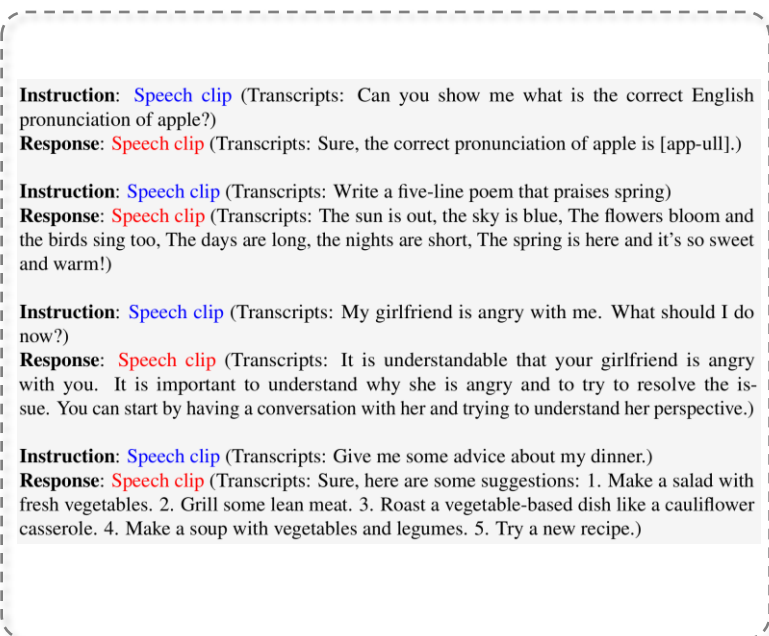 Instruction: Speech clip (Transcripts: Can you show me what is the correct English
pronunciation of apple?)
Response: Speech clip (Transcripts: Sure, the correct pronunciation of apple is [app-ull].)
Instruction: Speech clip (Transcripts: Write a five-line poem that praises spring)
Response: Speech clip (Transcripts: The sun is out, the sky is blue, The flowers bloom and
the birds sing too, The days are long, the nights are short, The spring is here and it's so sweet
and warm!)
Instruction: Speech clip (Transcripts: My girlfriend is angry with me. What should I do
now?)
Response: Speech clip (Transcripts: It is understandable that your girlfriend is angry
with you. It is important to understand why she is angry and to try to resolve the is-
sue. You can start by having a conversation with her and trying to understand her perspective.)
Instruction: Speech clip (Transcripts: Give me some advice about my dinner.)
Response: Speech clip (Transcripts: Sure, here are some suggestions: 1. Make a salad with
fresh vegetables. 2. Grill some lean meat. 3. Roast a vegetable-based dish like a cauliflower
casserole. 4. Make a soup with vegetables and legumes. 5. Try a new recipe.)